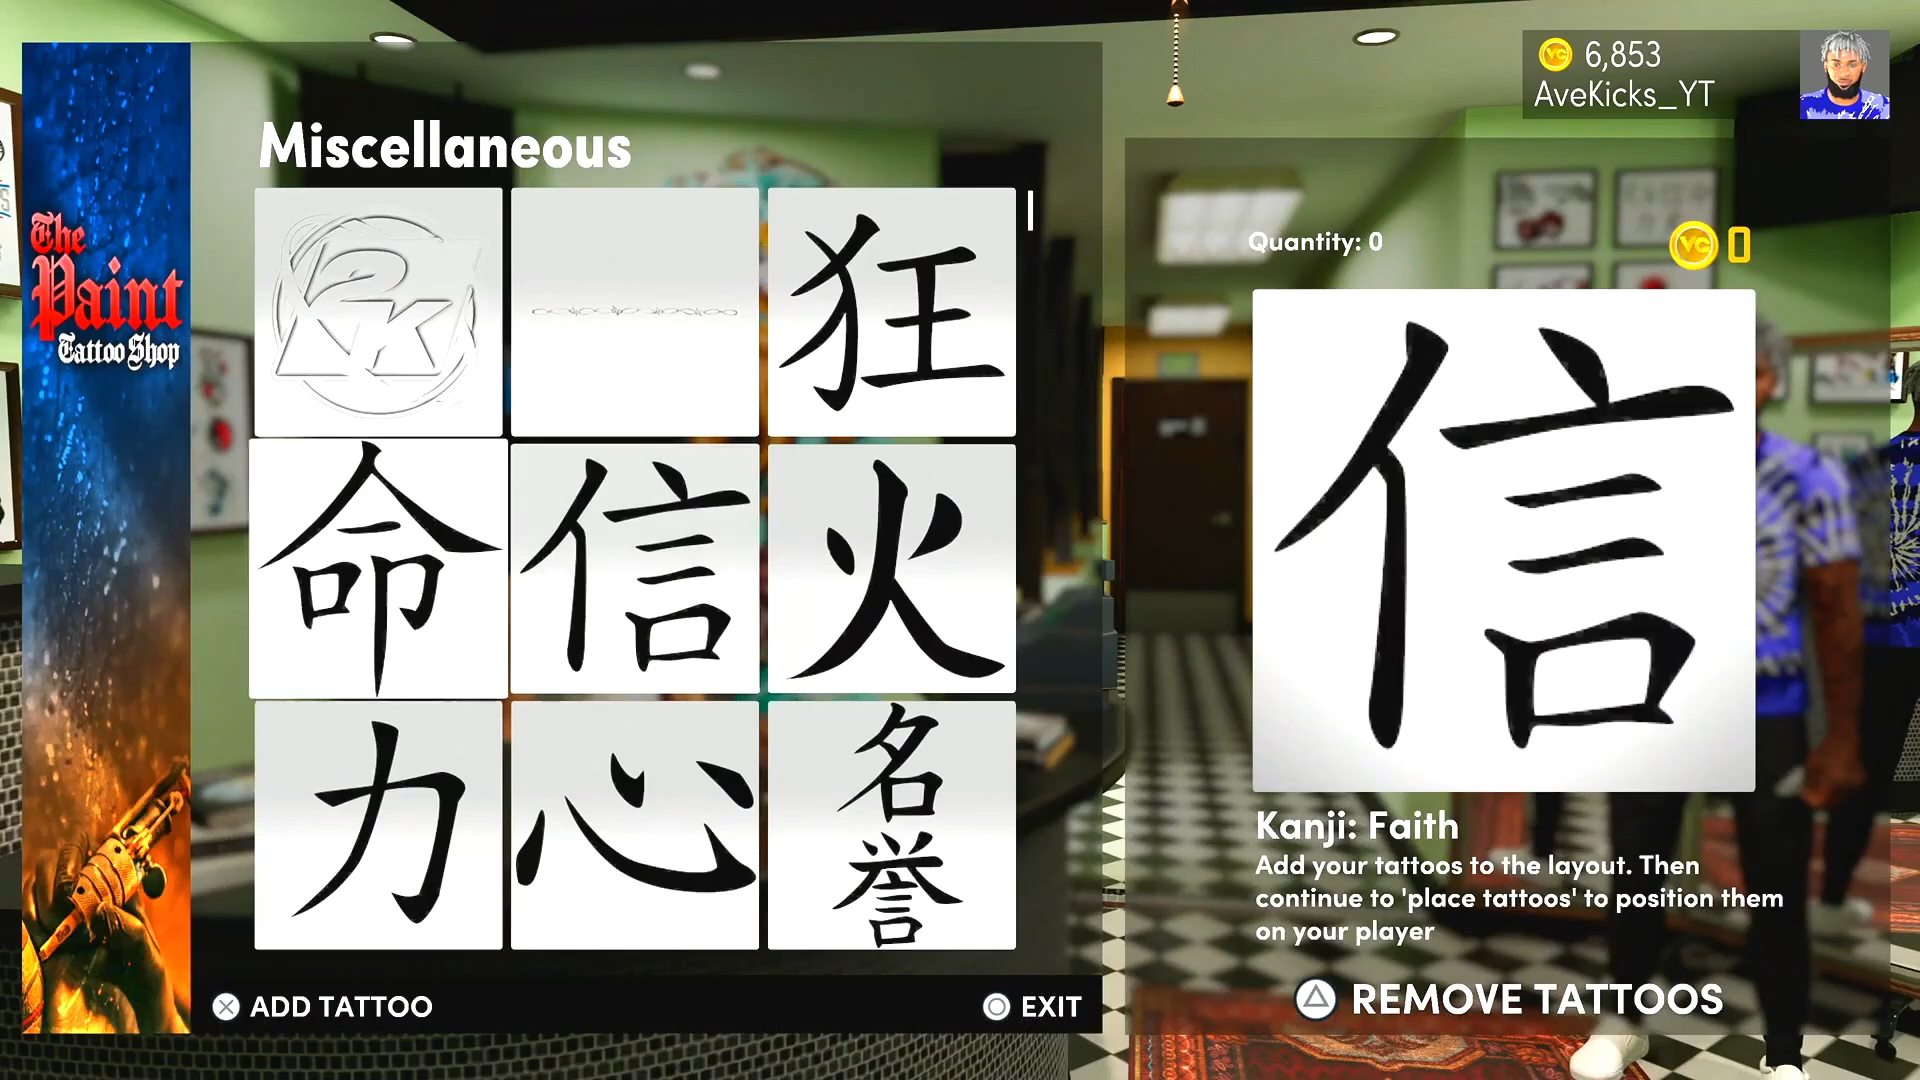 6,853
AveKicks_YT
The
Paint
Tattoo Shop
Miscellaneous
2K
狂
命
信
火
力
心
名
誉
ADD TATTOO
EXIT
Quantity: 0
VC 0
信
Kanji: Faith
Add your tattoos to the layout. Then
continue to 'place tattoos' to position them
on your player
REMOVE TATTOOS